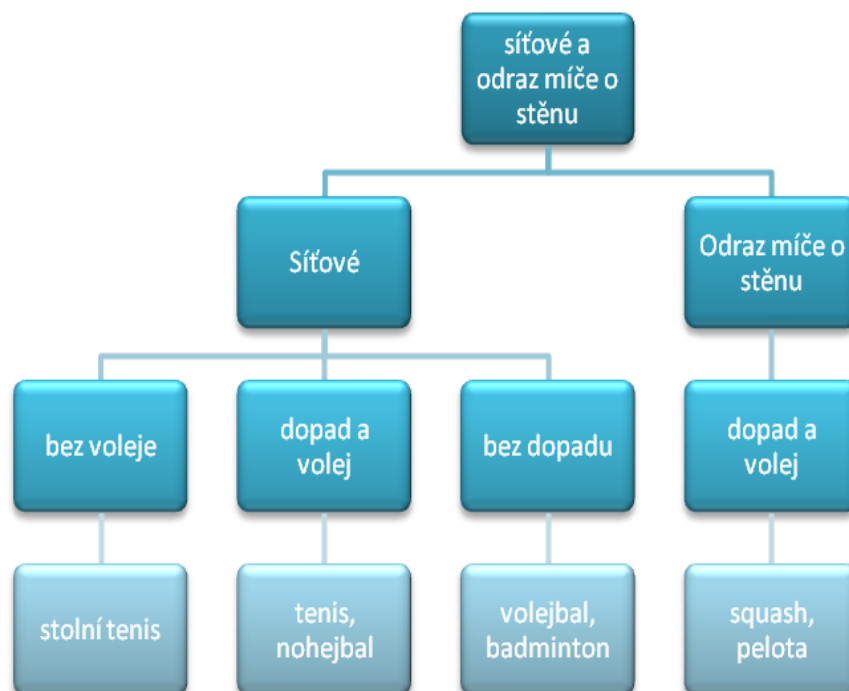 síťové a
odraz míče o
stěnu
Síťové
Odraz míče o
stěnu
bez voleje
dopad a
volej
bez dopadu
dopad a
volej
stolní tenis
tenis,
nohejbal
volejbal,
badminton
squash,
pelota